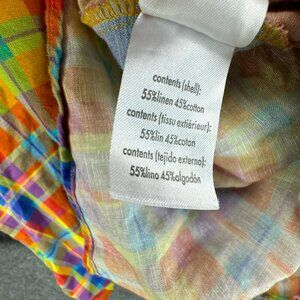 contents (shell):
55%linen 45%cotton
contents (tissu extérieur):
55%lin 45%coton
contents (tejido externo):
55%lino 45%algodón